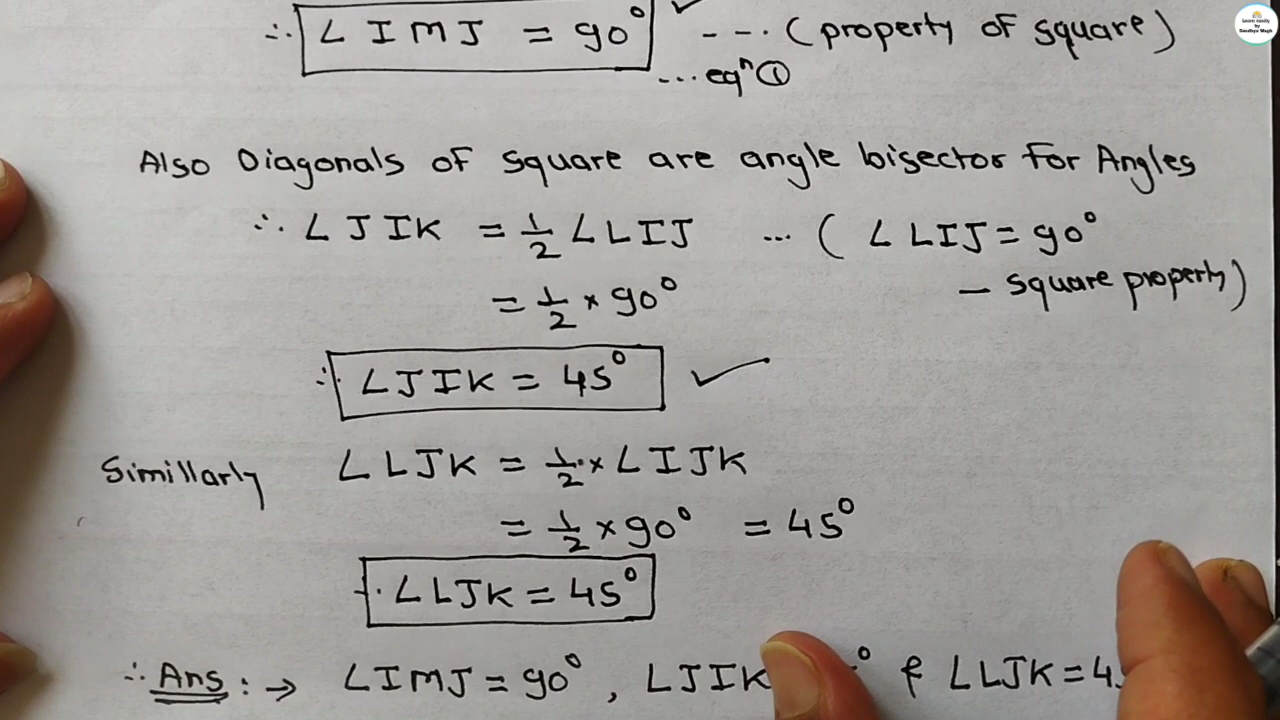 ∴ ∠IMJ = 90° --- (property of square)
... eqⁿ ①
Also Diagonals of square are angle bisector for Angles
∴ ∠JIK = 1/2 ∠LIJ ... ( ∠LIJ = 90°
= 1/2 × 90° — square property)
∴ ∠JIK = 45°
Simillarly ∠LJK = 1/2 × ∠IJK
= 1/2 × 90° = 45°
∴ ∠LJK = 45°
∴ Ans : → ∠IMJ = 90° , ∠JIK ° & ∠LJK = 4